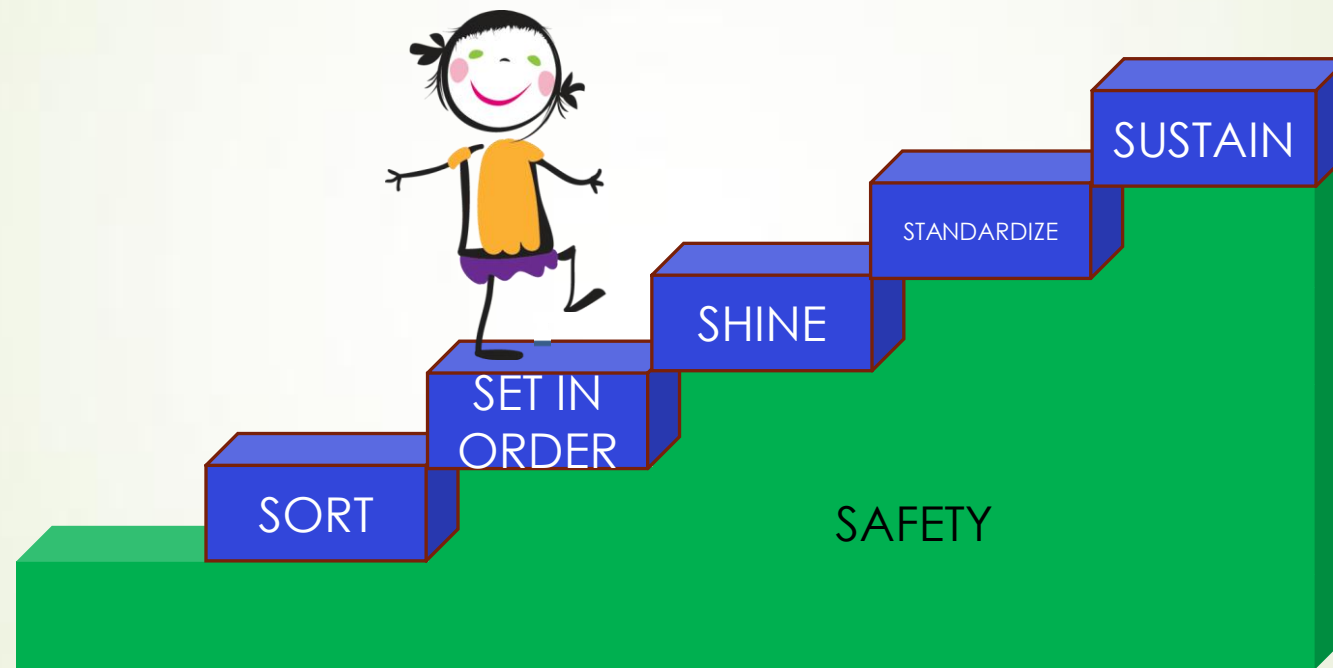 SUSTAIN
STANDARDIZE
SHINE
SET IN
ORDER
SORT
SAFETY